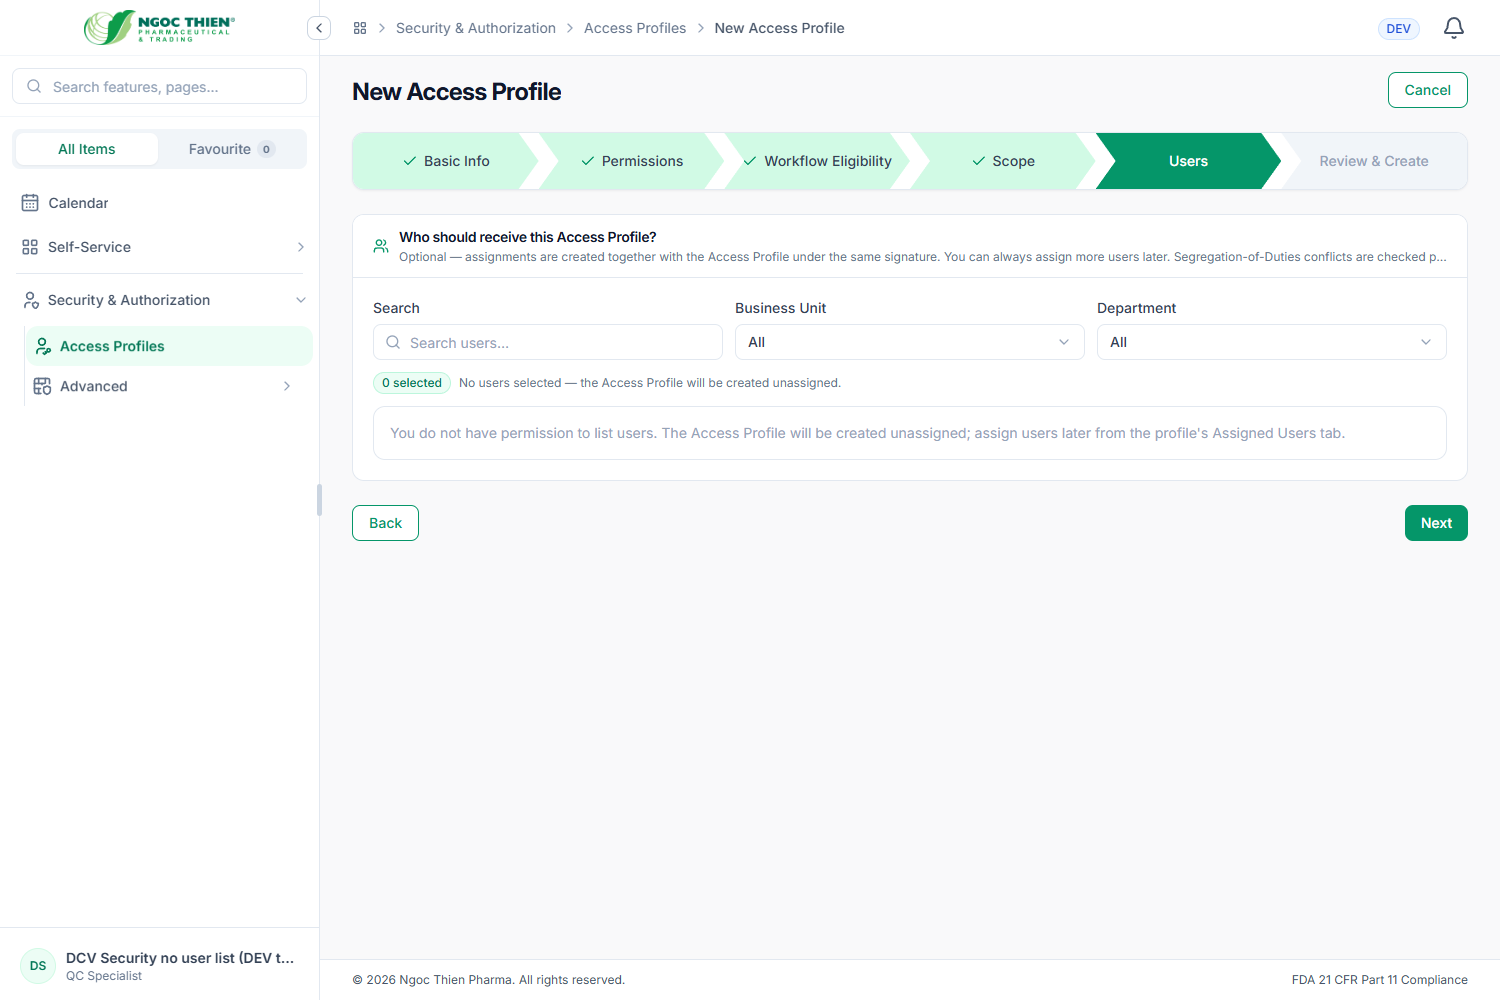 NGOC THIEN®
PHARMACEUTICAL
& TRADING
Search features, pages...
All Items
Favourite 0
Calendar
Self-Service
Security & Authorization
Access Profiles
Advanced
DS
DCV Security no user list (DEV t...
QC Specialist
Security & Authorization
Access Profiles
New Access Profile
DEV
New Access Profile
Cancel
Basic Info
Permissions
Workflow Eligibility
Scope
Users
Review & Create
Who should receive this Access Profile?
Optional — assignments are created together with the Access Profile under the same signature. You can always assign more users later. Segregation-of-Duties conflicts are checked p...
Search
Business Unit
Department
Search users...
All
All
0 selected
No users selected — the Access Profile will be created unassigned.
You do not have permission to list users. The Access Profile will be created unassigned; assign users later from the profile's Assigned Users tab.
Back
Next
© 2026 Ngoc Thien Pharma. All rights reserved.
FDA 21 CFR Part 11 Compliance